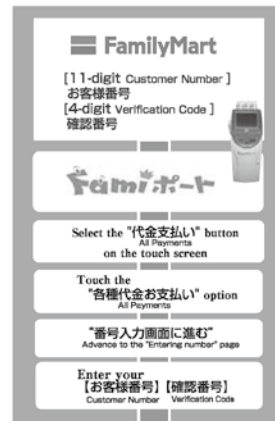 FamilyMart
[11-digit Customer Number]
お客様番号
[4-digit Verification Code]
確認番号
Famiポート
Select the "代金支払い" button
All Payments
on the touch screen
Touch the
"各種代金お支払い" option
All Payments
"番号入力画面に進む"
Advance to the "Entering number" page
Enter your
【お客様番号】【確認番号】
Customer Number Verification Code